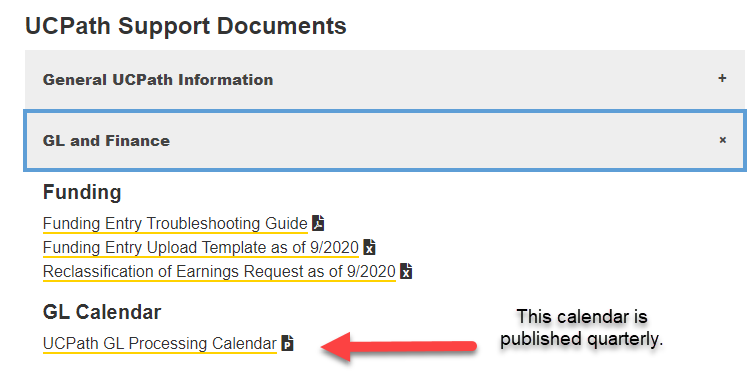 UCPath Support Documents
General UCPath Information +
GL and Finance ×
Funding
Funding Entry Troubleshooting Guide
Funding Entry Upload Template as of 9/2020
Reclassification of Earnings Request as of 9/2020
GL Calendar
UCPath GL Processing Calendar
This calendar is
published quarterly.